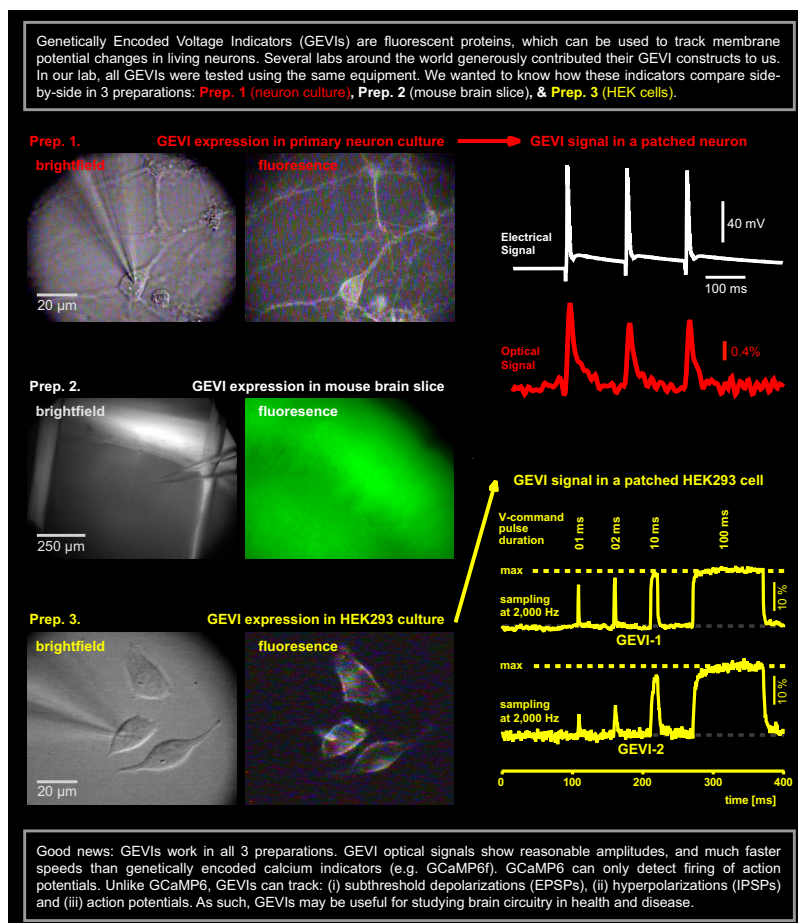 Genetically Encoded Voltage Indicators (GEVIs) are fluorescent proteins, which can be used to track membrane
potential changes in living neurons. Several labs around the world generously contributed their GEVI constructs to us.
In our lab, all GEVIs were tested using the same equipment. We wanted to know how these indicators compare side-
by-side in 3 preparations: Prep. 1 (neuron culture), Prep. 2 (mouse brain slice), & Prep. 3 (HEK cells).
Prep. 1. GEVI expression in primary neuron culture GEVI signal in a patched neuron
brightfield fluoresence
Electrical
Signal
40 mV
100 ms
20 µm
Optical
Signal
0.4%
Prep. 2. GEVI expression in mouse brain slice
brightfield fluoresence
250 µm
GEVI signal in a patched HEK293 cell
V-command
pulse
duration
01 ms
02 ms
10 ms
100 ms
max
10 %
sampling
at 2,000 Hz
GEVI-1
Prep. 3. GEVI expression in HEK293 culture
brightfield fluoresence
20 µm
max
10 %
sampling
at 2,000 Hz
GEVI-2
0 100 200 300 400
time [ms]
Good news: GEVIs work in all 3 preparations. GEVI optical signals show reasonable amplitudes, and much faster
speeds than genetically encoded calcium indicators (e.g. GCaMP6f). GCaMP6 can only detect firing of action
potentials. Unlike GCaMP6, GEVIs can track: (i) subthreshold depolarizations (EPSPs), (ii) hyperpolarizations (IPSPs)
and (iii) action potentials. As such, GEVIs may be useful for studying brain circuitry in health and disease.